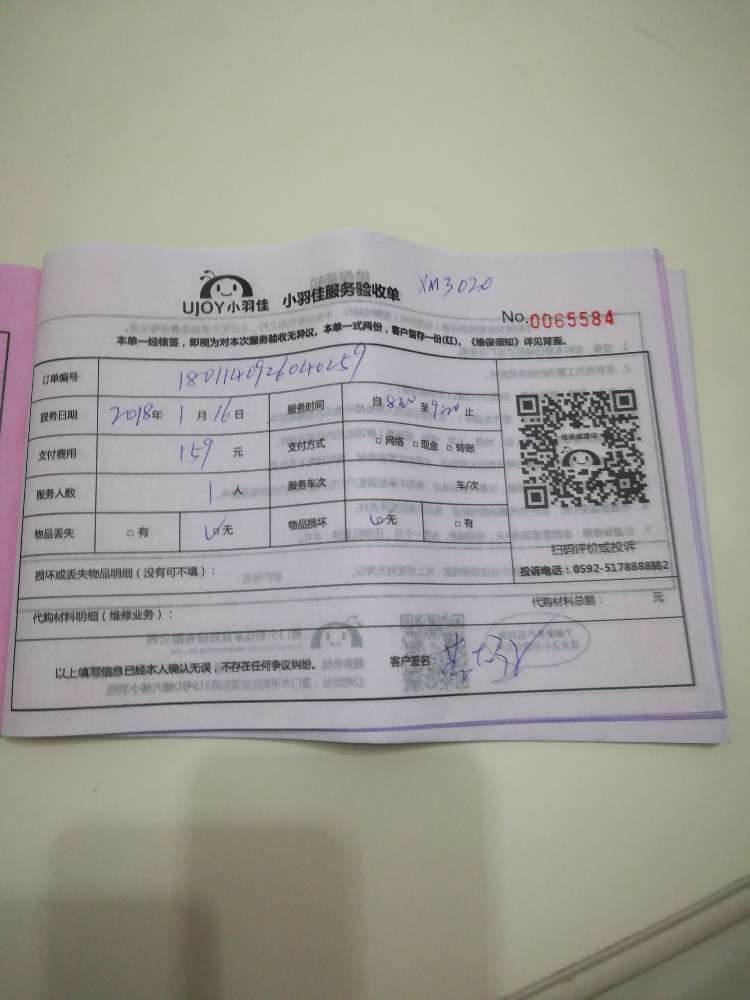 UJOY小羽佳 小羽佳服务验收单 XM3020
No.0065584
本单一经核签，即视为对本次服务验收无异议。本单一式两份，客户留存一份(红)。《维保须知》详见背面。
订单编号 1801140926040259
服务日期 2018年 1月16日 服务时间 自 8:20 至 9:20 止
支付费用 159 元 支付方式 □网络 □现金 □转账
服务人数 1 人 服务车次 车/次
物品丢失 □有 ☑无 物品损坏 ☑无 □有
扫码评价或投诉
损坏或丢失物品明细（没有可不填）： 投诉电话：0592-5178888转2
代购材料明细（维修业务）： 代购材料总额： 元
以上填写信息已经本人确认无误，不存在任何争议纠纷。 客户签名：